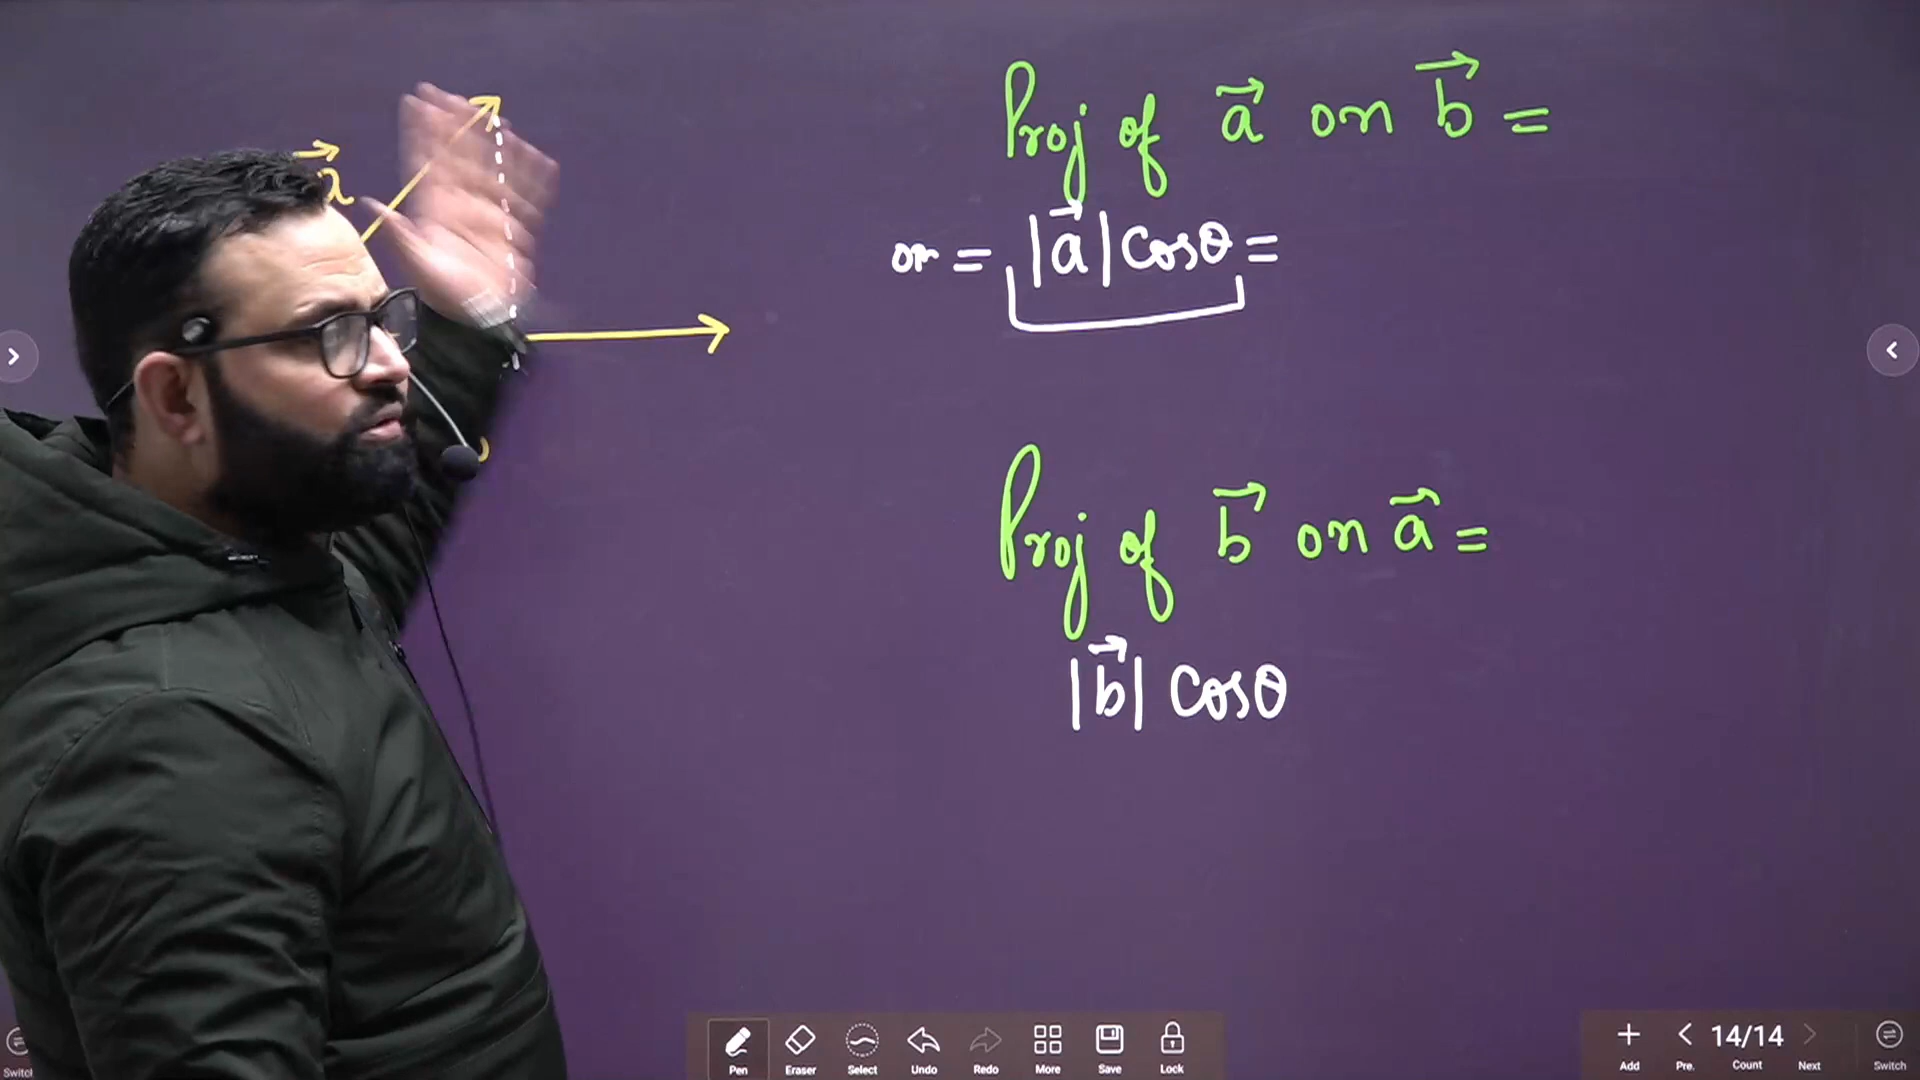 a⃗
Proj of a⃗ on b⃗ =
or = |a⃗| Cosθ =
Proj of b⃗ on a⃗ =
|b⃗| Cosθ
Pen
Eraser
Select
Undo
Redo
More
Save
Lock
Add
Pre.
14/14
Count
Next
Switch